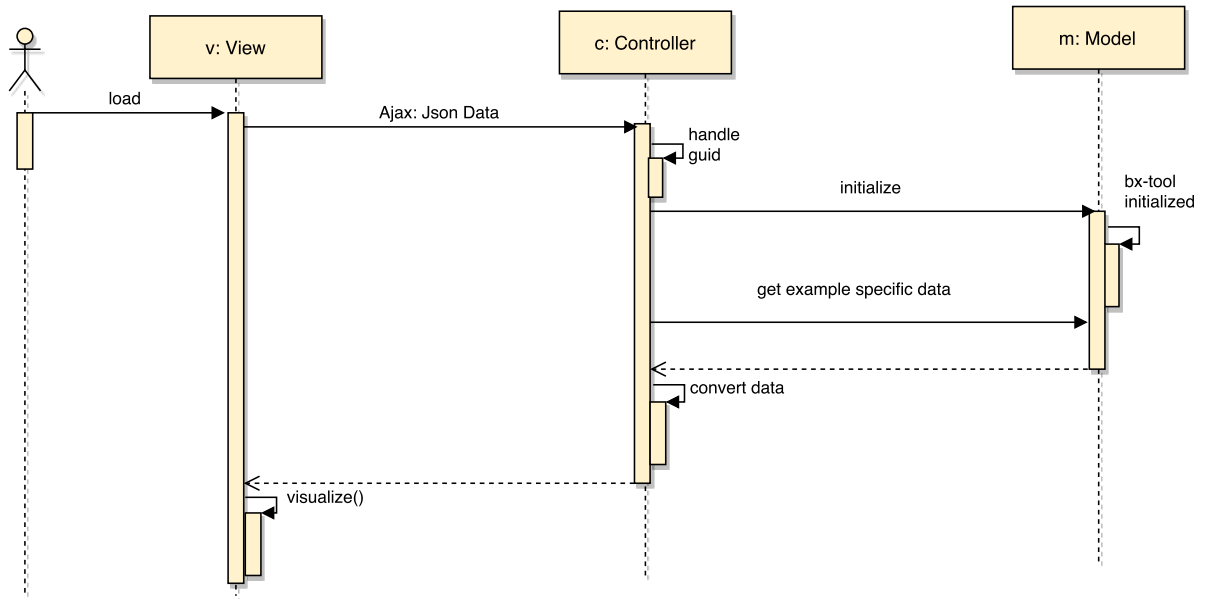 v: View
c: Controller
m: Model
load
Ajax: Json Data
handle
guid
initialize
bx-tool
initialized
get example specific data
convert data
visualize()